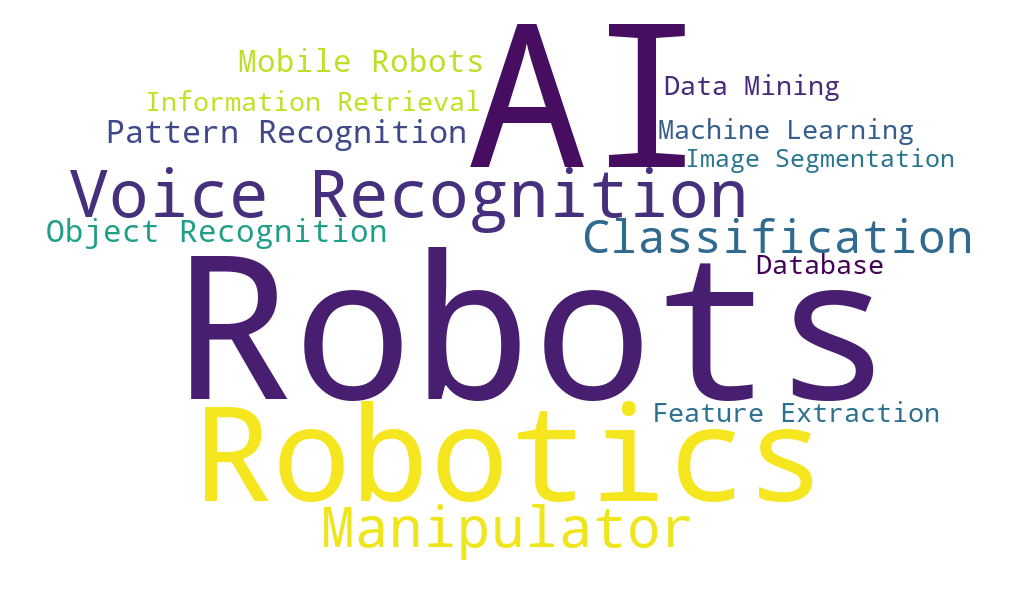 AI
Mobile Robots
Data Mining
Information Retrieval
Pattern Recognition
Machine Learning
Image Segmentation
Voice Recognition
Object Recognition
Classification
Database
Robots
Feature Extraction
Robotics
Manipulator